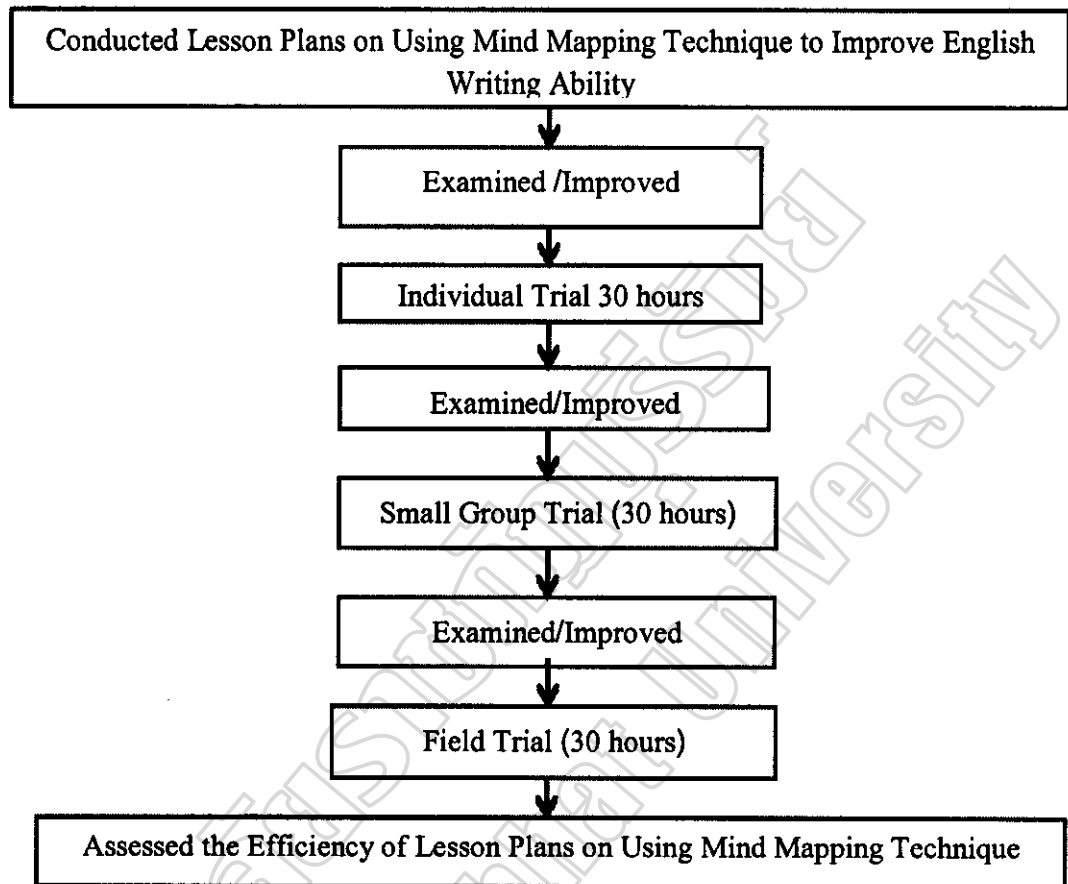 Conducted Lesson Plans on Using Mind Mapping Technique to Improve English
Writing Ability
Examined /Improved
Individual Trial 30 hours
Examined/Improved
Small Group Trial (30 hours)
Examined/Improved
Field Trial (30 hours)
Assessed the Efficiency of Lesson Plans on Using Mind Mapping Technique
University